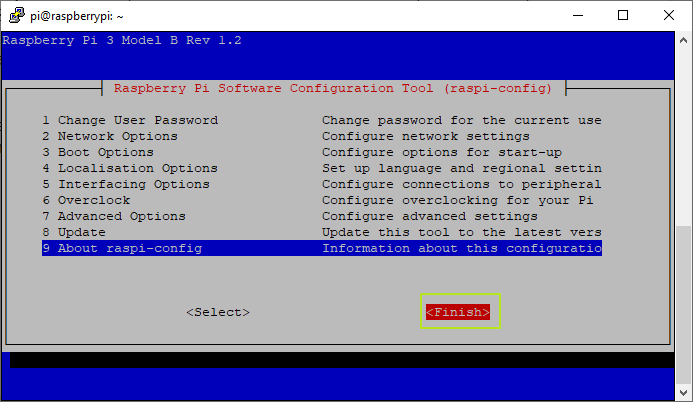 pi@raspberrypi: ~
Raspberry Pi 3 Model B Rev 1.2
Raspberry Pi Software Configuration Tool (raspi-config)
1 Change User Password Change password for the current use
2 Network Options Configure network settings
3 Boot Options Configure options for start-up
4 Localisation Options Set up language and regional settin
5 Interfacing Options Configure connections to peripheral
6 Overclock Configure overclocking for your Pi
7 Advanced Options Configure advanced settings
8 Update Update this tool to the latest vers
9 About raspi-config Information about this configuratio
<Select> <Finish>